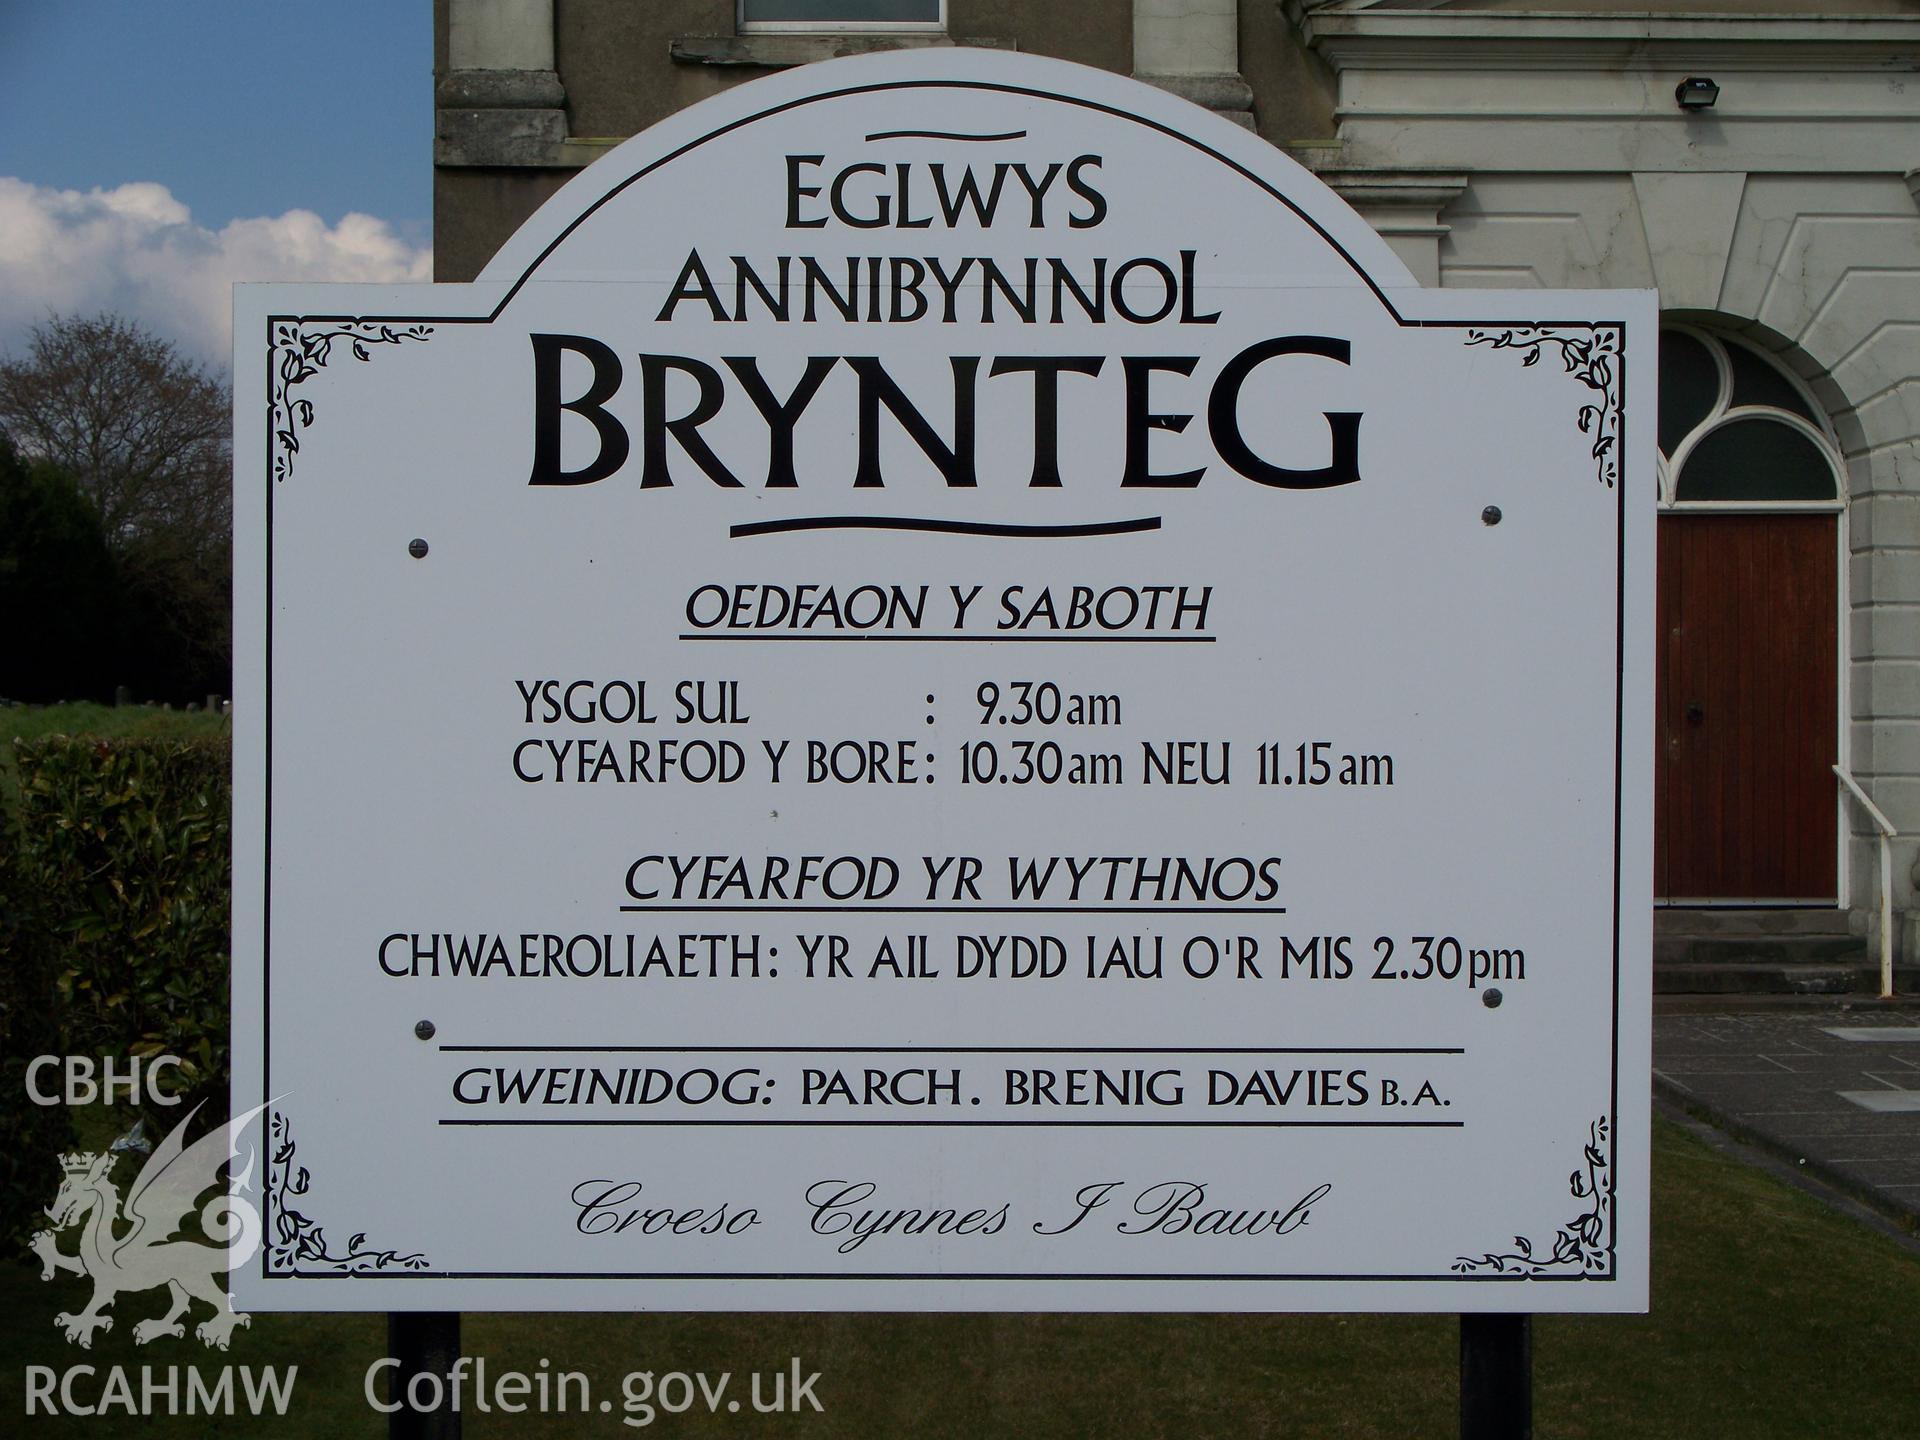 EGLWYS
ANNIBYNNOL
BRYNTEG
OEDFAON Y SABOTH
YSGOL SUL : 9.30am
CYFARFOD Y BORE: 10.30am NEU 11.15am
CYFARFOD YR WYTHNOS
CHWAEROLIAETH: YR AIL DYDD IAU O'R MIS 2.30pm
GWEINIDOG: PARCH. BRENIG DAVIES B.A.
Croeso Cynnes I Bawb
CBHC
RCAHMW
Coflein.gov.uk